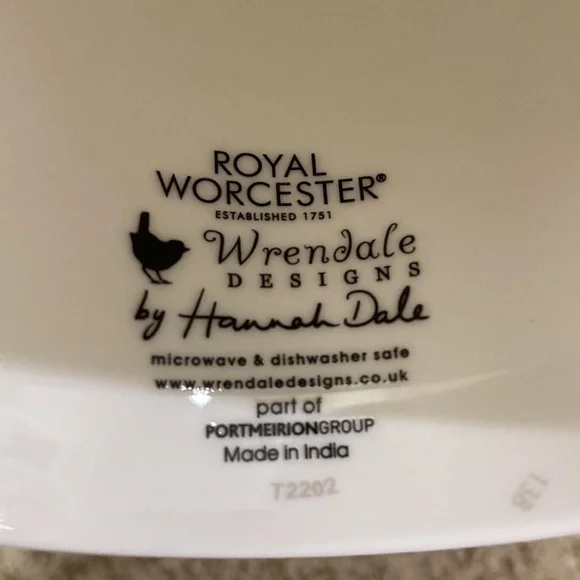 ROYAL
WORCESTER®
ESTABLISHED 1751
Wrendale
DESIGNS
by Hannah Dale
microwave & dishwasher safe
www.wrendaledesigns.co.uk
part of
PORTMEIRIONGROUP
Made in India
T2202
138